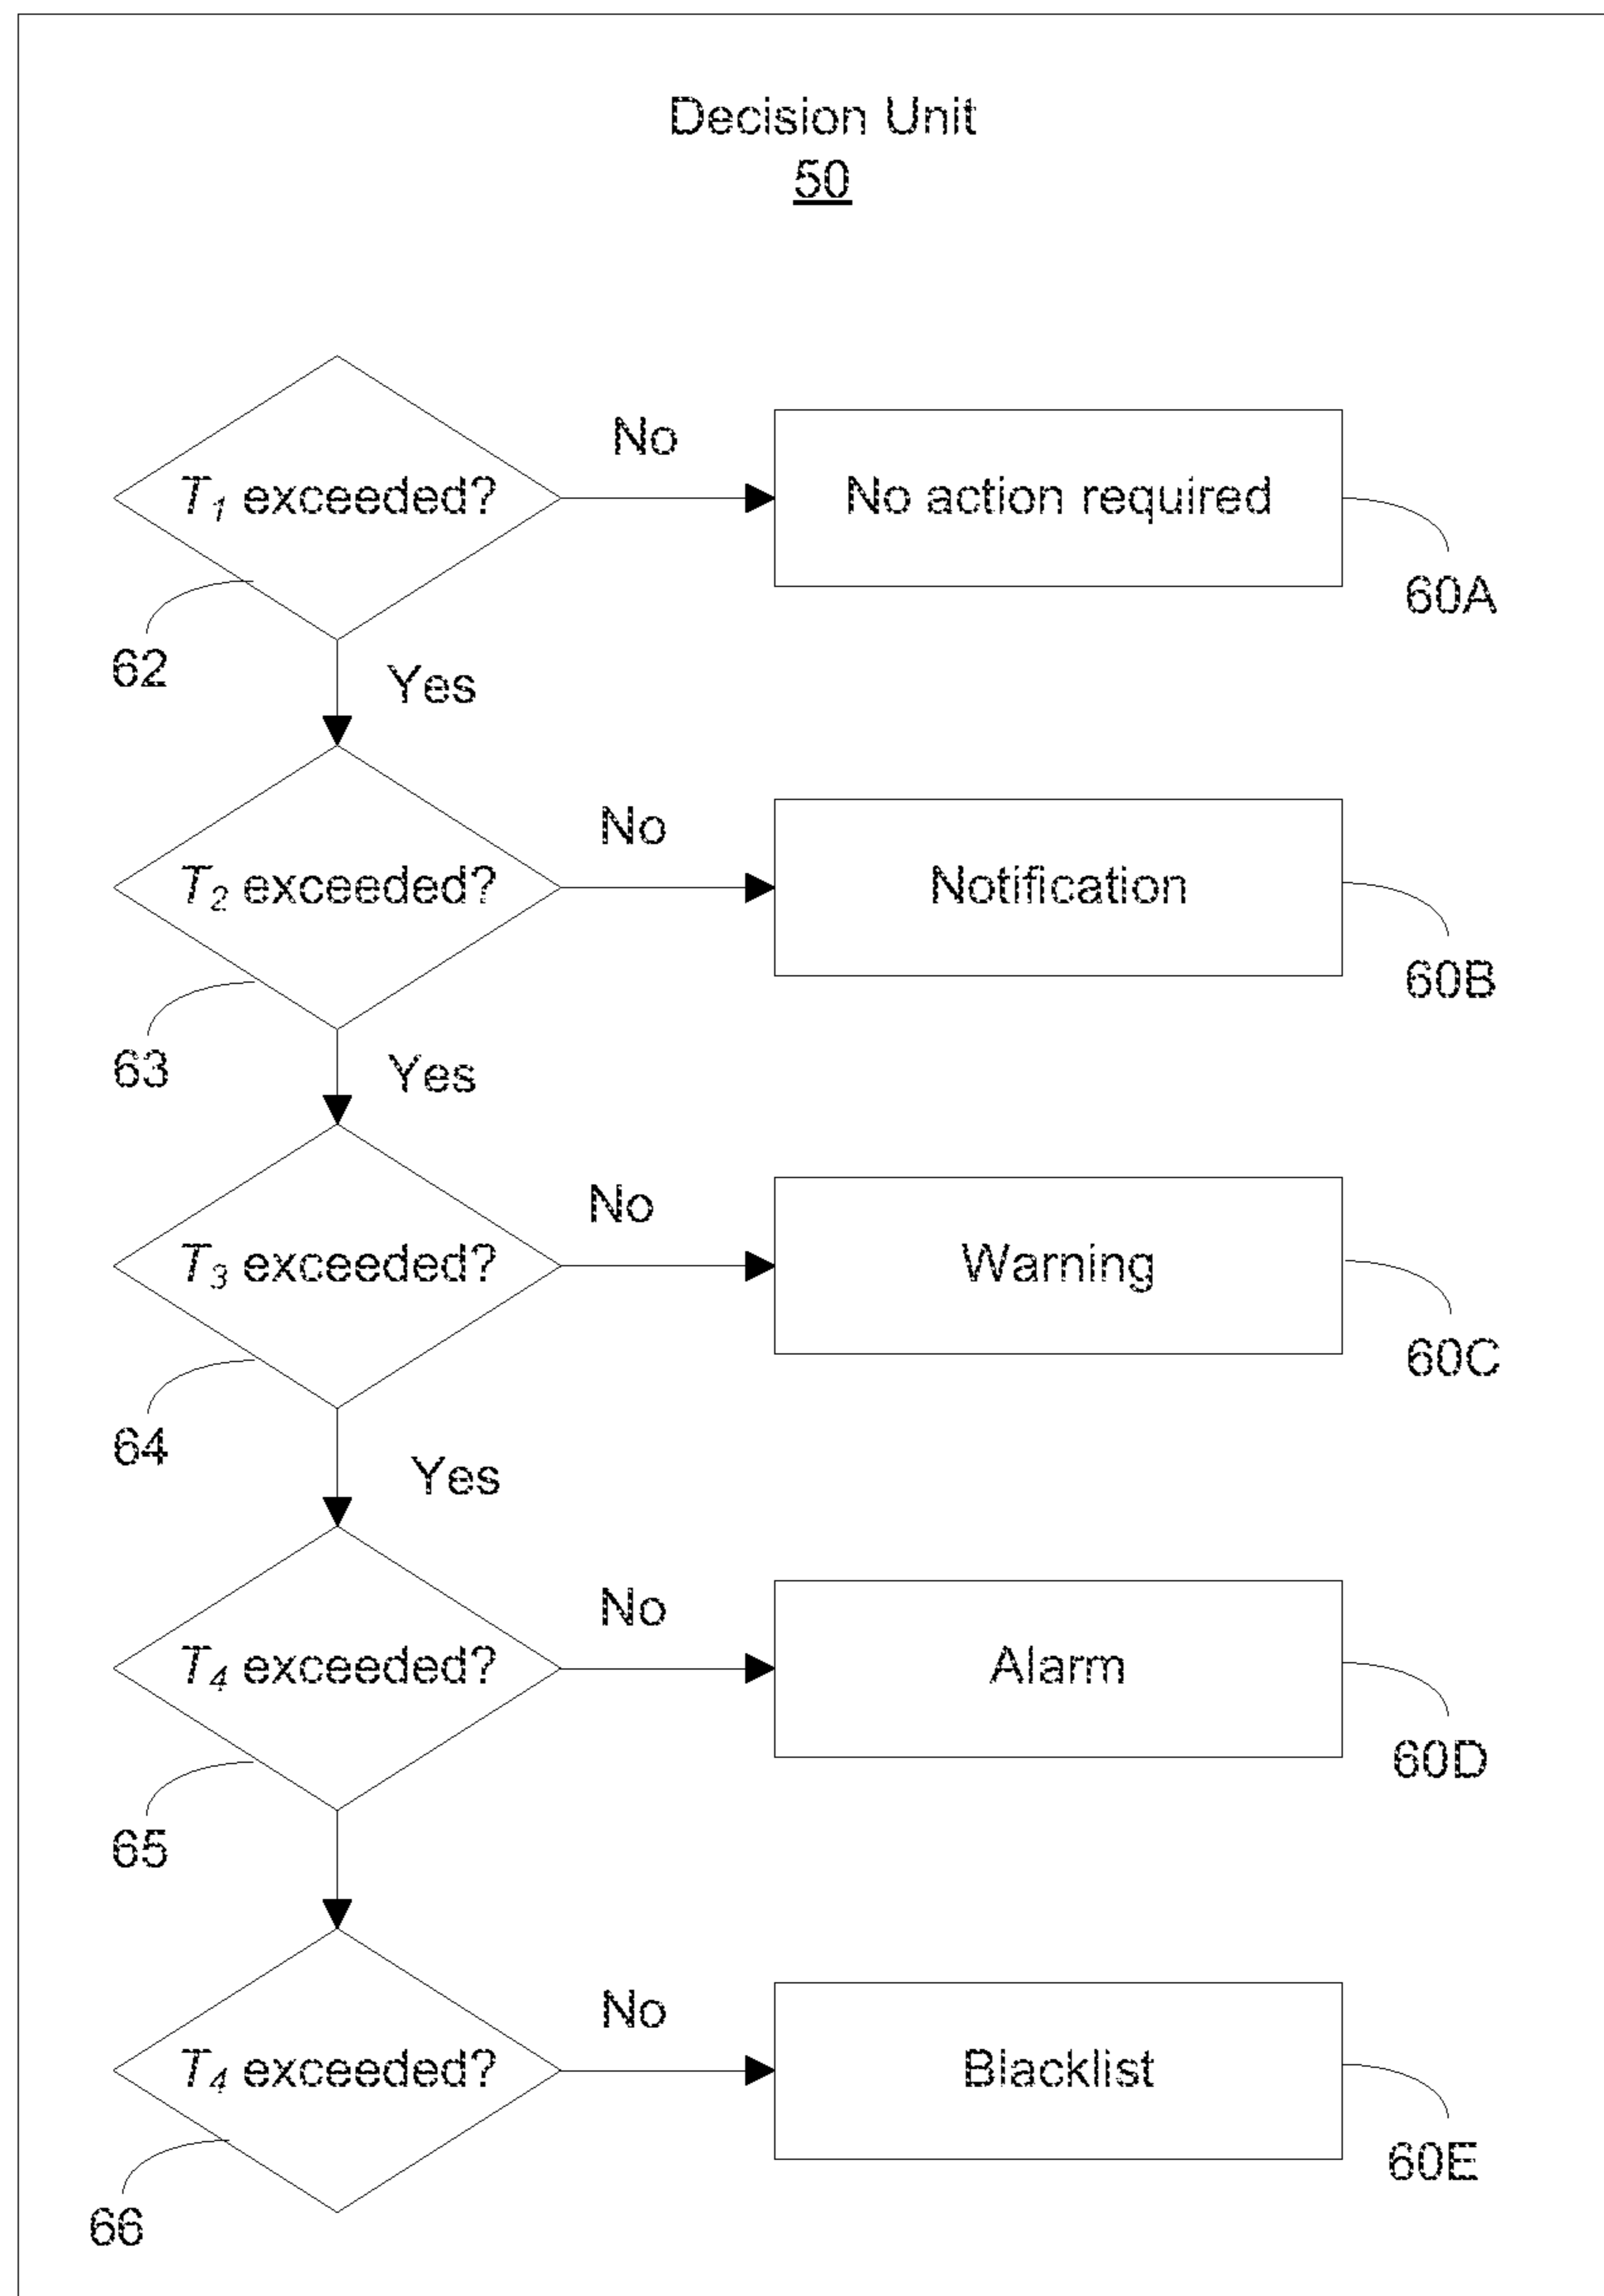 Decision Unit
50
No
T1 exceeded?
No action required
60A
62
Yes
No
T2 exceeded?
Notification
60B
63
Yes
No
T3 exceeded?
Warning
60C
64
Yes
No
T4 exceeded?
Alarm
60D
65
No
T4 exceeded?
Blacklist
60E
66